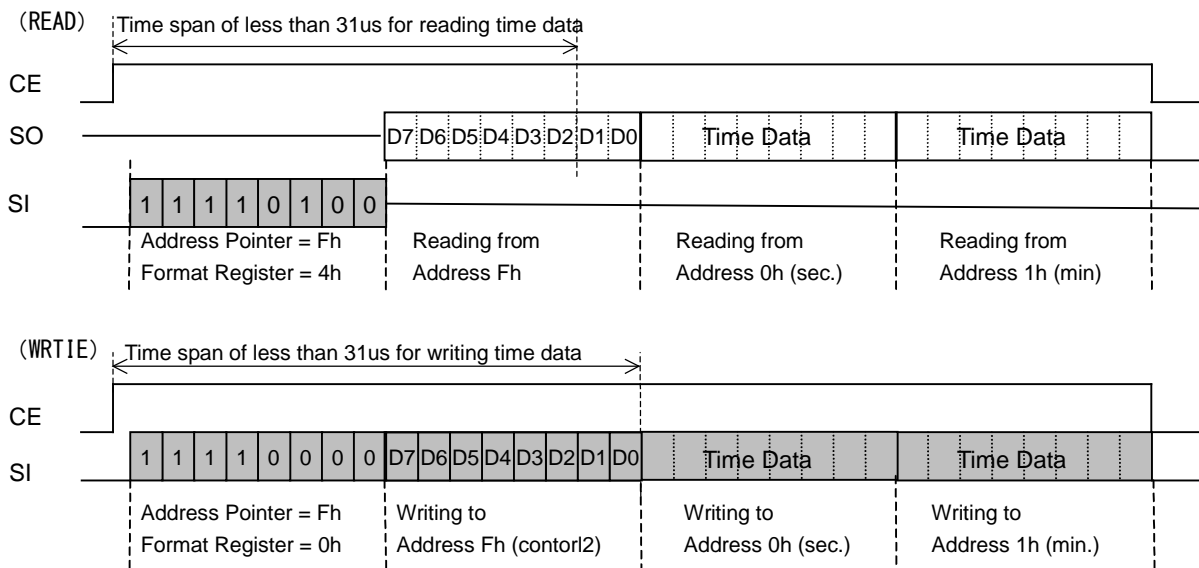 (READ)
Time span of less than 31us for reading time data
CE
SO
D7 D6 D5 D4 D3 D2 D1 D0 Time Data Time Data
SI
1 1 1 1 0 1 0 0
Address Pointer = Fh Reading from Reading from Reading from
Format Register = 4h Address Fh Address 0h (sec.) Address 1h (min)
(WRTIE)
Time span of less than 31us for writing time data
CE
SI
1 1 1 1 0 0 0 0 D7 D6 D5 D4 D3 D2 D1 D0 Time Data Time Data
Address Pointer = Fh Writing to Writing to Writing to
Format Register = 0h Address Fh (contorl2) Address 0h (sec.) Address 1h (min.)